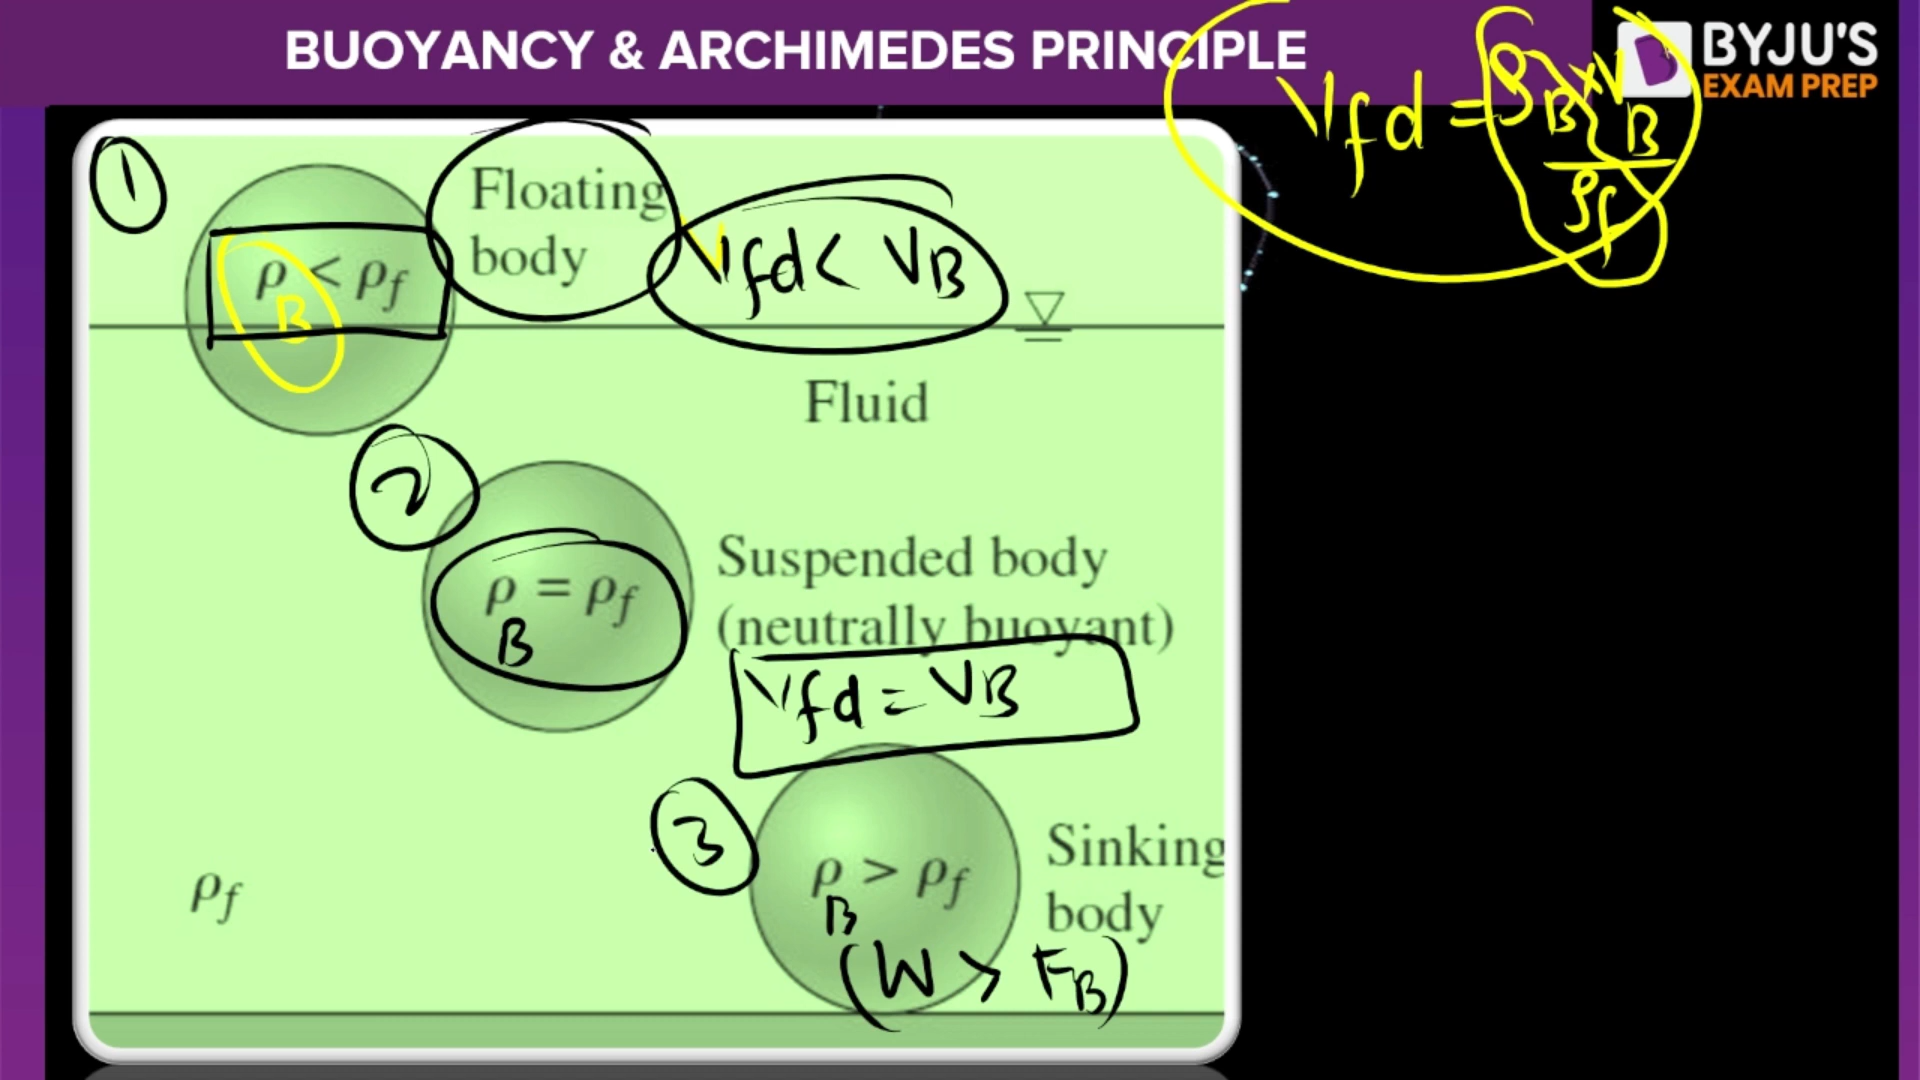 BUOYANCY & ARCHIMEDES PRINCIPLE
BYJU'S
EXAM PREP
Vfd = ρB × VB / ρf
1
Floating
body
ρB < ρf
Vfd < VB
Fluid
2
ρB = ρf
Suspended body
(neutrally buoyant)
Vfd = VB
3
ρB > ρf
Sinking
body
(W > FB)
ρf